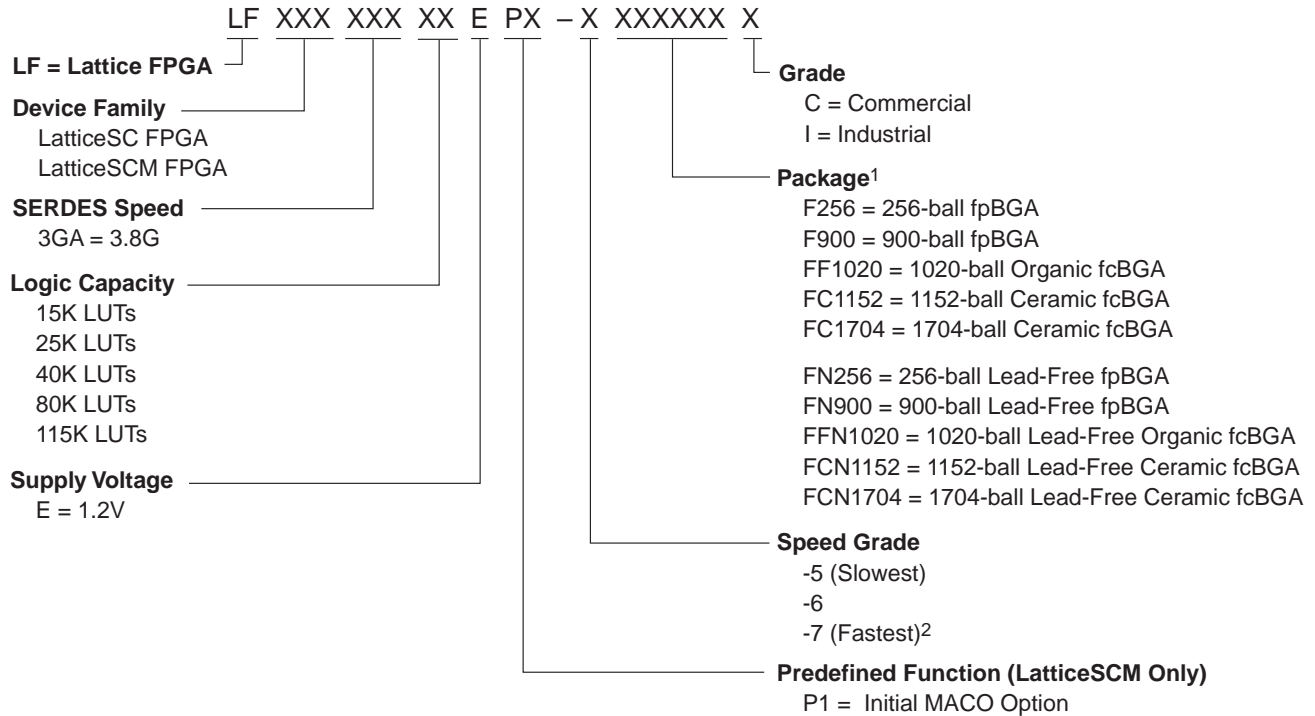 LF XXX XXX XX E PX – X XXXXXX X
LF = Lattice FPGA
Device Family
LatticeSC FPGA
LatticeSCM FPGA
SERDES Speed
3GA = 3.8G
Logic Capacity
15K LUTs
25K LUTs
40K LUTs
80K LUTs
115K LUTs
Supply Voltage
E = 1.2V
Grade
C = Commercial
I = Industrial
Package1
F256 = 256-ball fpBGA
F900 = 900-ball fpBGA
FF1020 = 1020-ball Organic fcBGA
FC1152 = 1152-ball Ceramic fcBGA
FC1704 = 1704-ball Ceramic fcBGA
FN256 = 256-ball Lead-Free fpBGA
FN900 = 900-ball Lead-Free fpBGA
FFN1020 = 1020-ball Lead-Free Organic fcBGA
FCN1152 = 1152-ball Lead-Free Ceramic fcBGA
FCN1704 = 1704-ball Lead-Free Ceramic fcBGA
Speed Grade
-5 (Slowest)
-6
-7 (Fastest)2
Predefined Function (LatticeSCM Only)
P1 = Initial MACO Option